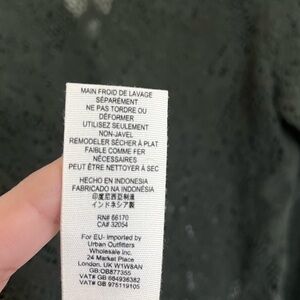 MAIN FROID DE LAVAGE
SÉPARÉMENT
NE PAS TORDRE OU
DÉFORMER
UTILISEZ SEULEMENT
NON-JAVEL
REMODELER SÉCHER À PLAT
FAIBLE COMME FER
NÉCESSAIRES
PEUT ÊTRE NETTOYER À SEC
HECHO EN INDONESIA
FABRICADO NA INDONÉSIA
印度尼西亞制造
インドネシア製
RN# 66170
CA# 32054
For EU- Imported by
Urban Outfitters
Wholesale Inc.
24 Market Place
London. UK W1W8AN
GB:OB877355
VAT# GB 684936382
VAT# GB 975119105